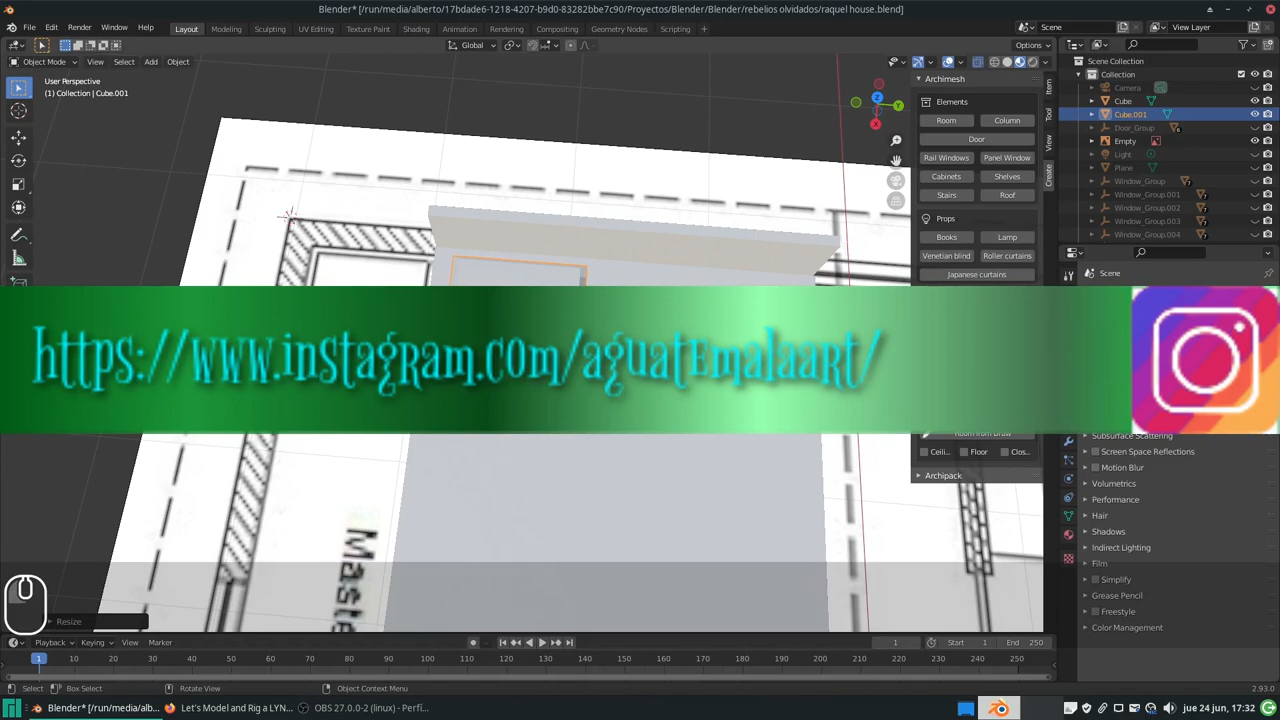 Blender* [/run/media/alberto/17bdade6-1218-4207-b9d0-83282bbe7c90/Proyectos/Blender/Blender/rebelios olvidados/raquel house.blend]
File Edit Render Window Help Layout Modeling Sculpting UV Editing Texture Paint Shading Animation Rendering Compositing Geometry Nodes Scripting + Scene View Layer
Global Options
Object Mode View Select Add Object
User Perspective
(1) Collection | Cube.001
Z
Y
X
Archimesh
Elements
Room Column
Door
Rail Windows Panel Window
Cabinets Shelves
Stairs Roof
Props
Books Lamp
Venetian blind Roller curtains
Japanese curtains
Ceili... Floor Clos...
Archipack
Item
Tool
View
Create
Scene Collection
Collection
Camera
Cube
Cube.001
Door_Group 6
Empty
Light
Plane
Window_Group
Window_Group.001
Window_Group.002
Window_Group.003
Window_Group.004
Scene
https://www.instagram.com/aguatemalaart/
Subsurface Scattering
Screen Space Reflections
Motion Blur
Volumetrics
Performance
Hair
Shadows
Indirect Lighting
Film
Simplify
Grease Pencil
Freestyle
Color Management
Maste
Resize
Playback Keying View Marker 1 Start 1 End 250
1 10 20 30 40 50 60 70 80 90 100 110 120 130 140 150 160 170 180 190 200 210 220 230 240 250
Select Box Select Rotate View Object Context Menu 2.93.0
Blender* [/run/media/alb... Let's Model and Rig a LYN... OBS 27.0.0-2 (linux) - Perfi... jue 24 jun, 17:32